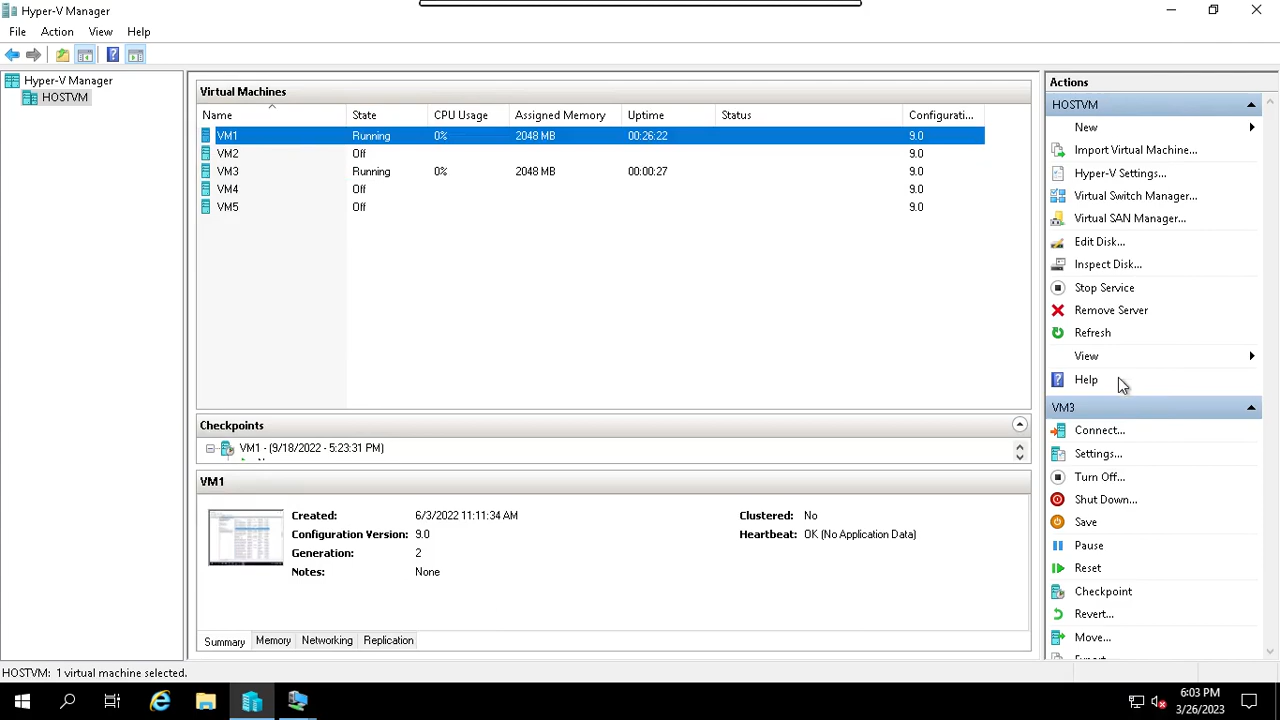 Hyper-V Manager
File Action View Help
Hyper-V Manager
HOSTVM
Virtual Machines
Name State CPU Usage Assigned Memory Uptime Status Configurati...
VM1 Running 0% 2048 MB 00:26:22 9.0
VM2 Off 9.0
VM3 Running 0% 2048 MB 00:00:27 9.0
VM4 Off 9.0
VM5 Off 9.0
Checkpoints
VM1 - (9/18/2022 - 5:23:31 PM)
VM1
Created: 6/3/2022 11:11:34 AM
Configuration Version: 9.0
Generation: 2
Notes: None
Clustered: No
Heartbeat: OK (No Application Data)
Summary Memory Networking Replication
Actions
HOSTVM
New
Import Virtual Machine...
Hyper-V Settings...
Virtual Switch Manager...
Virtual SAN Manager...
Edit Disk...
Inspect Disk...
Stop Service
Remove Server
Refresh
View
Help
VM3
Connect...
Settings...
Turn Off...
Shut Down...
Save
Pause
Reset
Checkpoint
Revert...
Move...
HOSTVM: 1 virtual machine selected.
6:03 PM
3/26/2023